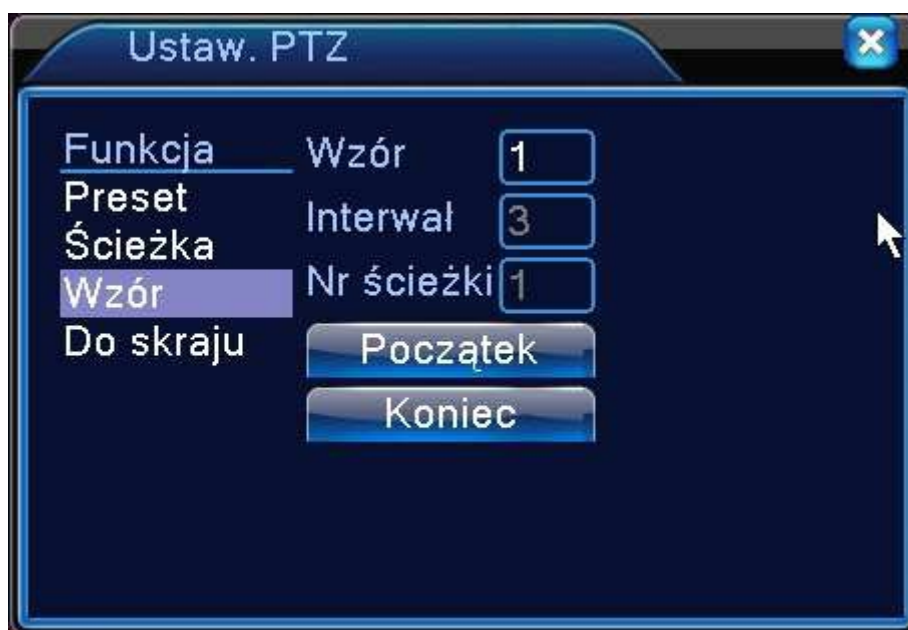 Ustaw. PTZ
Funkcja
Preset
Ścieżka
Wzór
Do skraju
Wzór 1
Interwał 3
Nr ścieżki 1
Początek
Koniec